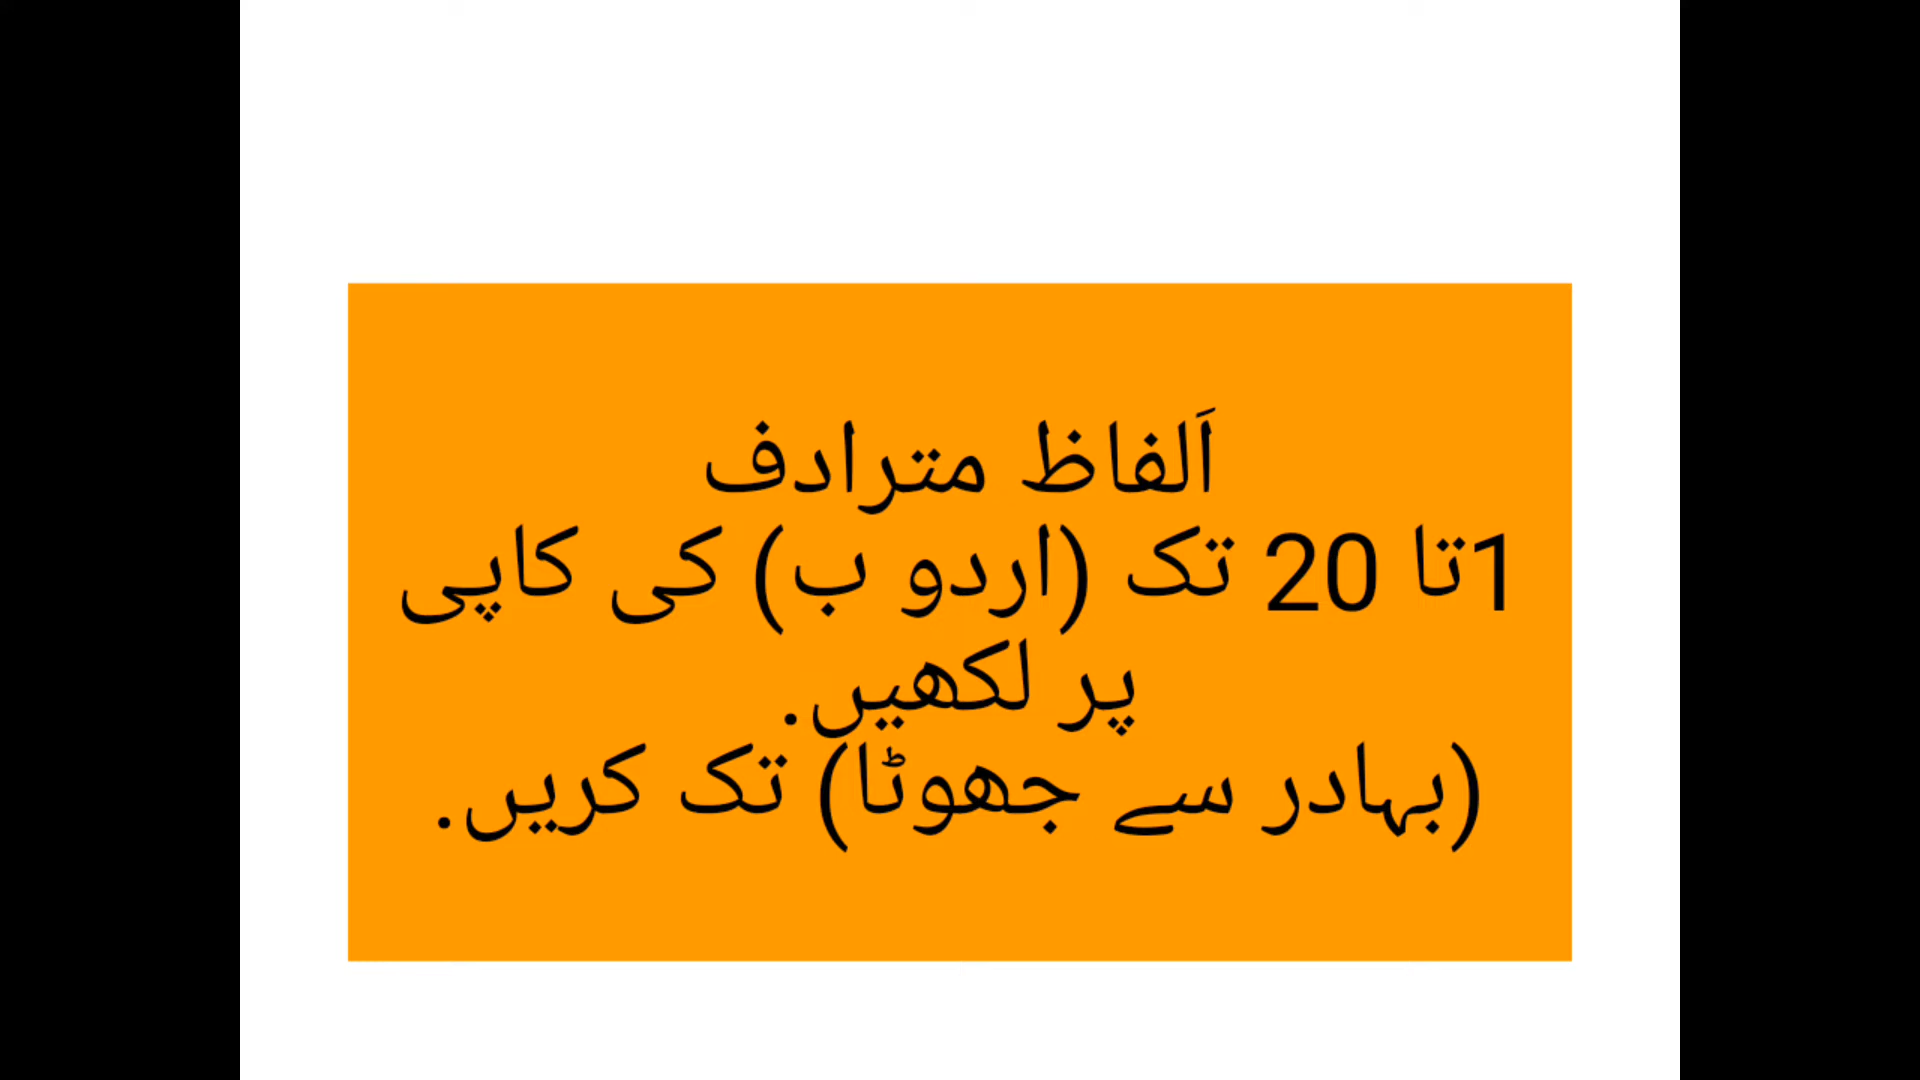 اَلفاظ مترادف
1تا 20 تک (اردو ب) کی کاپی
پر لکھیں.
(بہادر سے جھوٹا) تک کریں.